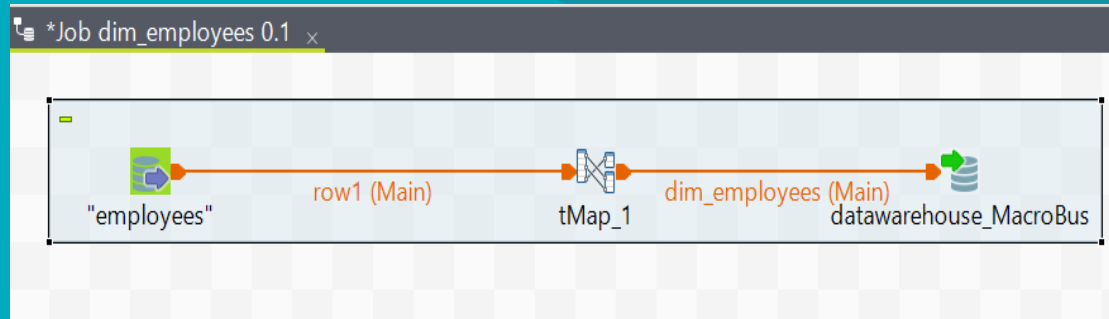 *Job dim_employees 0.1
row1 (Main)
dim_employees (Main)
"employees"
tMap_1
datawarehouse_MacroBus